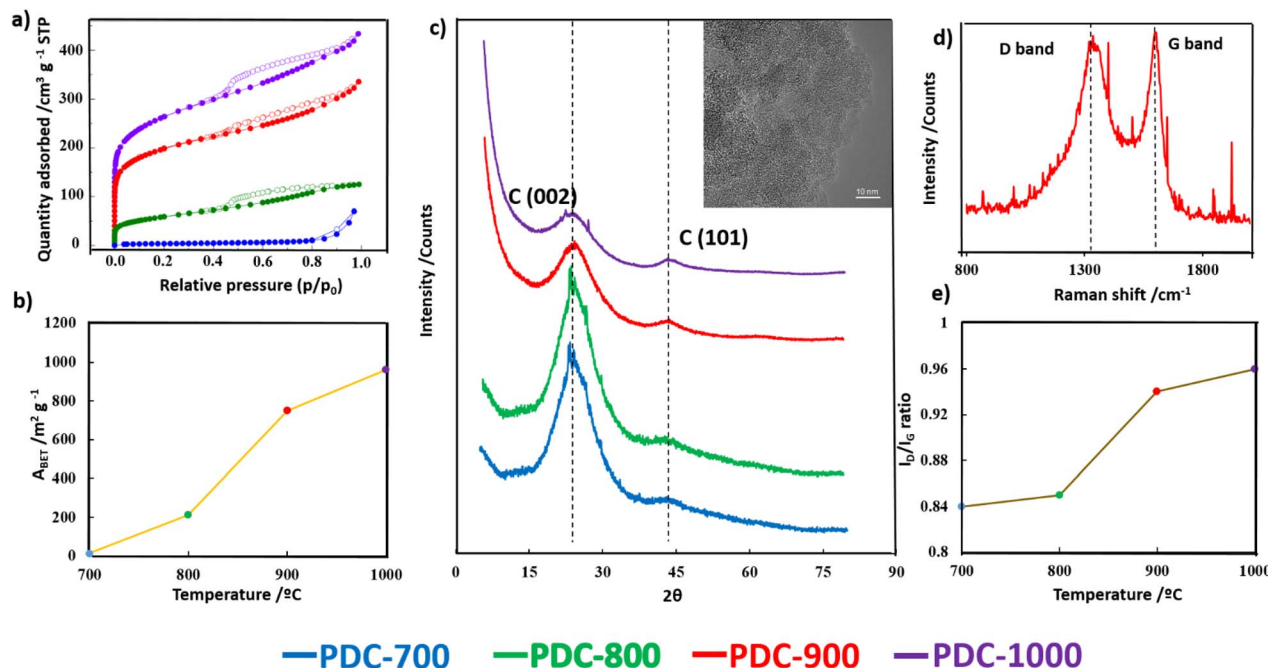 a)
Quantity adsorbed /cm³ g ⁻¹ STP
400
300
200
100
0
0.0 0.2 0.4 0.6 0.8 1.0
Relative pressure (p/p₀)
b)
A_BET /m² g ⁻¹
1200
1000
800
600
400
200
0
700 800 900 1000
Temperature /ºC
c)
Intensity /Counts
C (002)
C (101)
10 nm
0 15 30 45 60 75 90
2θ
d)
Intensity /Counts
D band
G band
800 1300 1800
Raman shift /cm⁻¹
e)
I_D/I_G ratio
1
0.96
0.92
0.88
0.84
0.8
700 800 900 1000
Temperature /ºC
PDC-700 PDC-800 PDC-900 PDC-1000